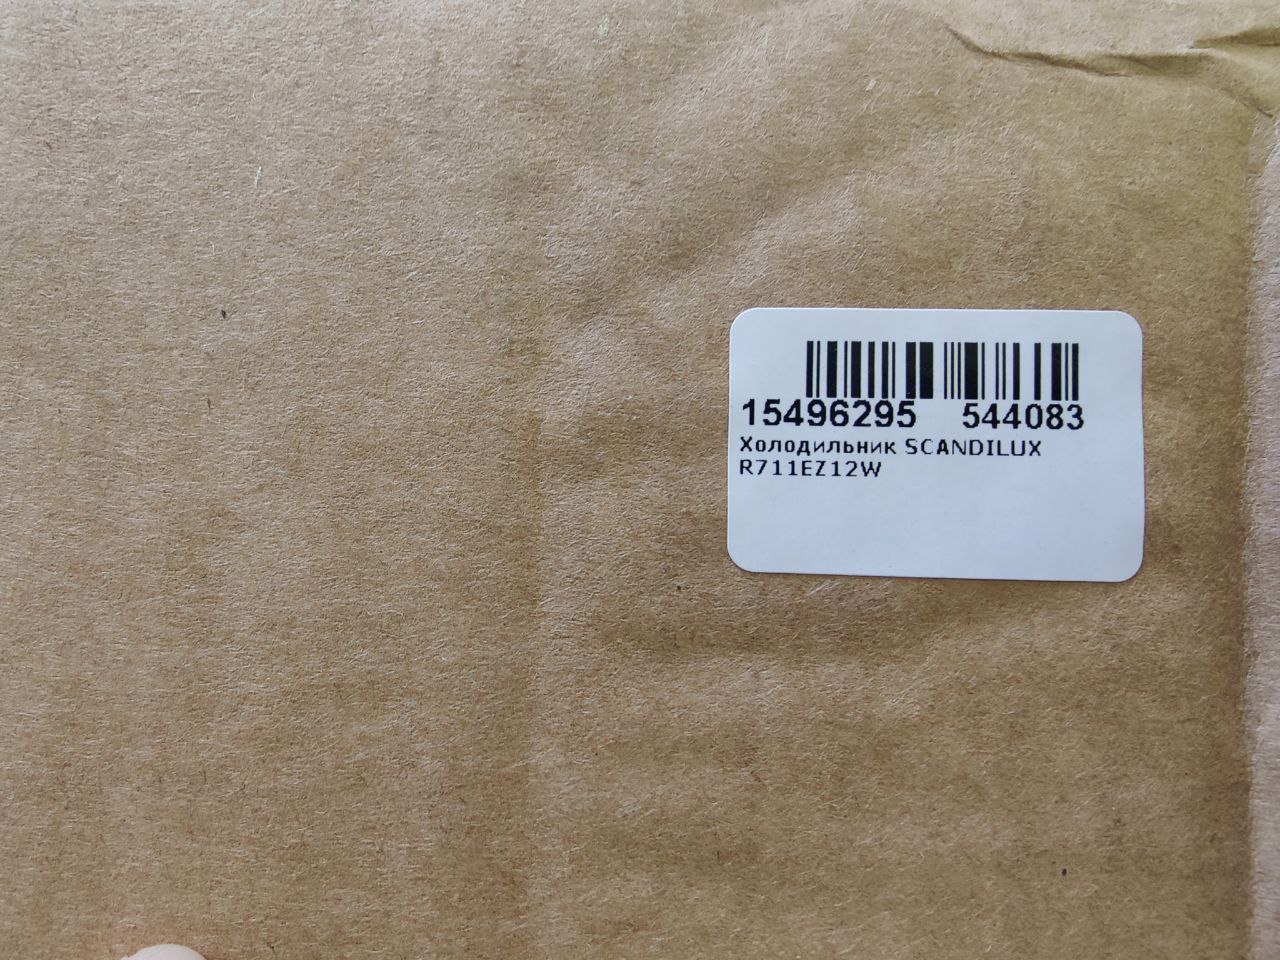 15496295 544083
Холодильник SCANDILUX
R711EZ12W